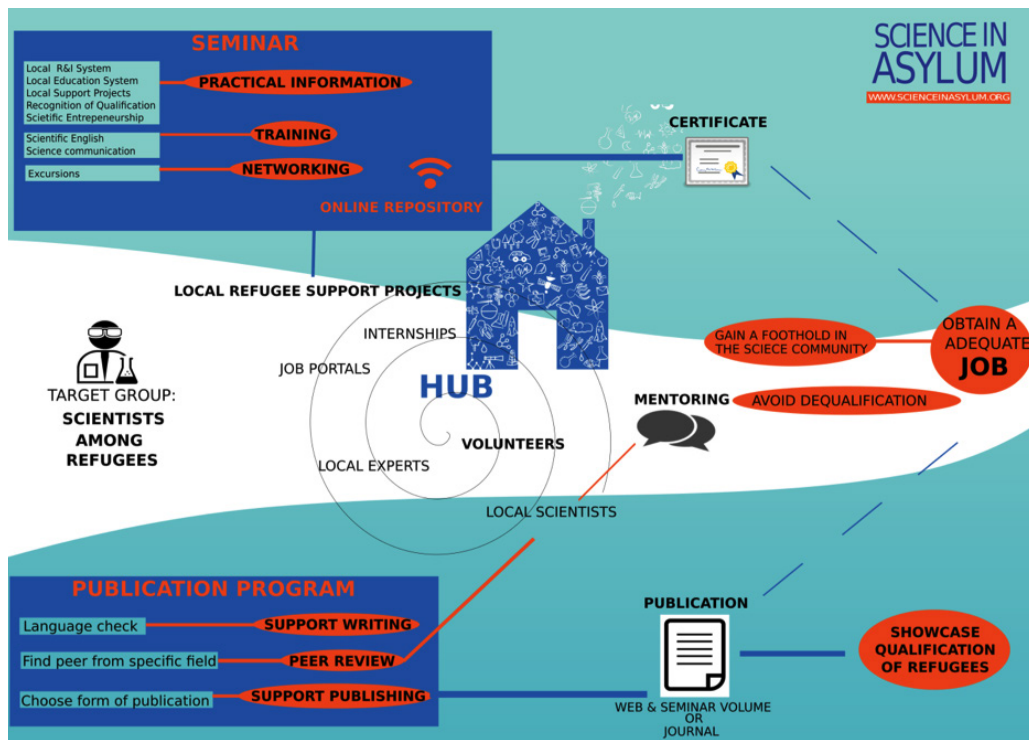 SEMINAR
Local R&I System
Local Education System
Local Support Projects
Recognition of Qualification
Scietific Entrepeneurship
PRACTICAL INFORMATION
Scientific English
Science communication
TRAINING
Excursions
NETWORKING
ONLINE REPOSITORY
SCIENCE IN
ASYLUM
WWW.SCIENCEINASYLUM.ORG
CERTIFICATE
LOCAL REFUGEE SUPPORT PROJECTS
INTERNSHIPS
JOB PORTALS
HUB
VOLUNTEERS
LOCAL EXPERTS
LOCAL SCIENTISTS
TARGET GROUP:
SCIENTISTS
AMONG
REFUGEES
MENTORING
GAIN A FOOTHOLD IN
THE SCIECE COMMUNITY
AVOID DEQUALIFICATION
OBTAIN A
ADEQUATE
JOB
PUBLICATION PROGRAM
Language check
SUPPORT WRITING
Find peer from specific field
PEER REVIEW
Choose form of publication
SUPPORT PUBLISHING
PUBLICATION
WEB & SEMINAR VOLUME
OR
JOURNAL
SHOWCASE
QUALIFICATION
OF REFUGEES